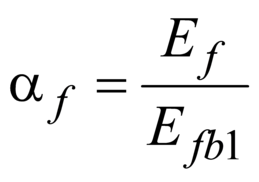 α_f = E_f / E_fb1